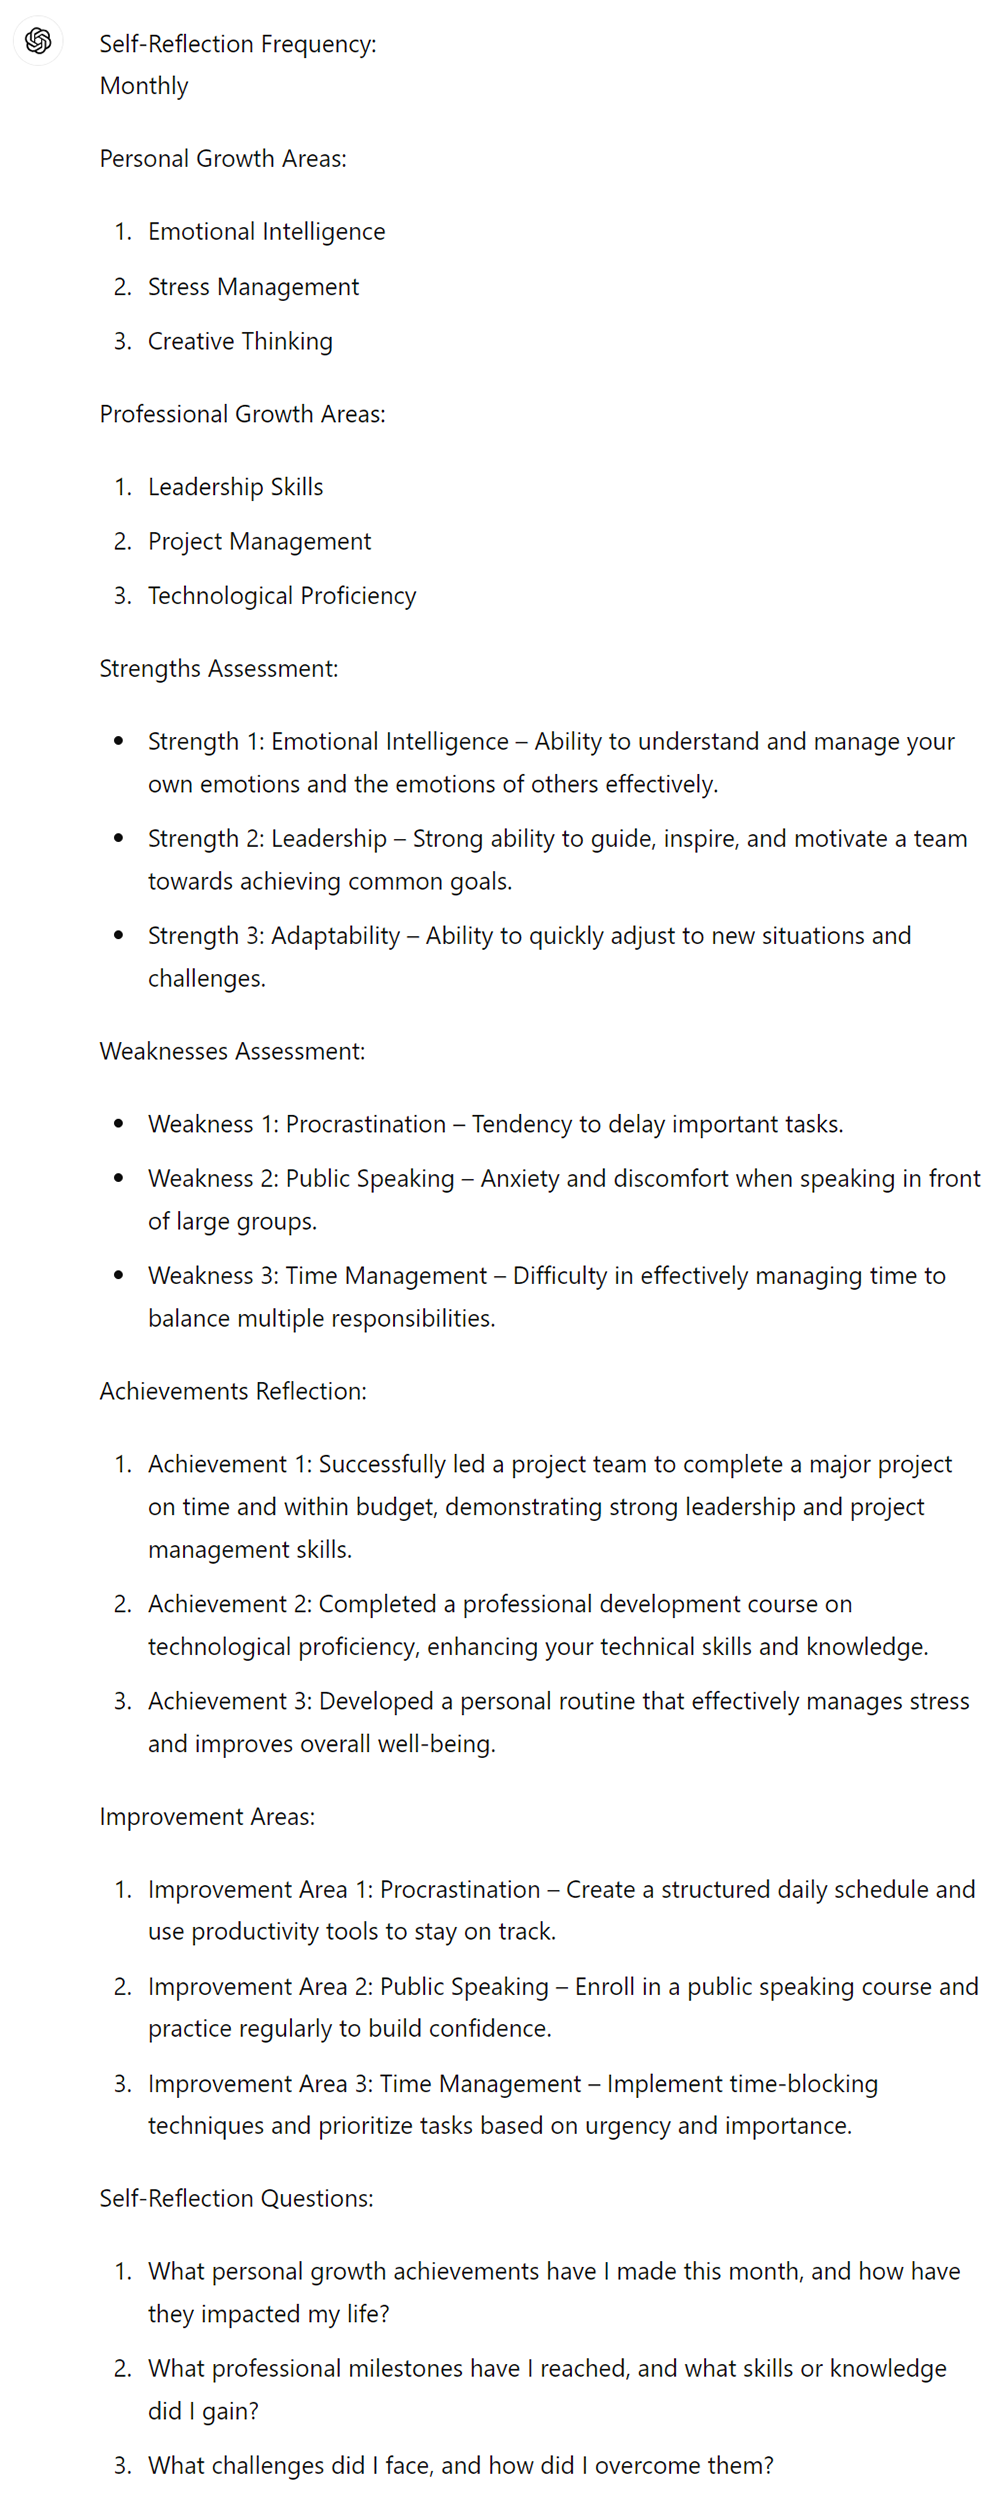 Self-Reflection Frequency:
Monthly
Personal Growth Areas:
1. Emotional Intelligence
2. Stress Management
3. Creative Thinking
Professional Growth Areas:
1. Leadership Skills
2. Project Management
3. Technological Proficiency
Strengths Assessment:
• Strength 1: Emotional Intelligence – Ability to understand and manage your
own emotions and the emotions of others effectively.
• Strength 2: Leadership – Strong ability to guide, inspire, and motivate a team
towards achieving common goals.
• Strength 3: Adaptability – Ability to quickly adjust to new situations and
challenges.
Weaknesses Assessment:
• Weakness 1: Procrastination – Tendency to delay important tasks.
• Weakness 2: Public Speaking – Anxiety and discomfort when speaking in front
of large groups.
• Weakness 3: Time Management – Difficulty in effectively managing time to
balance multiple responsibilities.
Achievements Reflection:
1. Achievement 1: Successfully led a project team to complete a major project
on time and within budget, demonstrating strong leadership and project
management skills.
2. Achievement 2: Completed a professional development course on
technological proficiency, enhancing your technical skills and knowledge.
3. Achievement 3: Developed a personal routine that effectively manages stress
and improves overall well-being.
Improvement Areas:
1. Improvement Area 1: Procrastination – Create a structured daily schedule and
use productivity tools to stay on track.
2. Improvement Area 2: Public Speaking – Enroll in a public speaking course and
practice regularly to build confidence.
3. Improvement Area 3: Time Management – Implement time-blocking
techniques and prioritize tasks based on urgency and importance.
Self-Reflection Questions:
1. What personal growth achievements have I made this month, and how have
they impacted my life?
2. What professional milestones have I reached, and what skills or knowledge
did I gain?
3. What challenges did I face, and how did I overcome them?